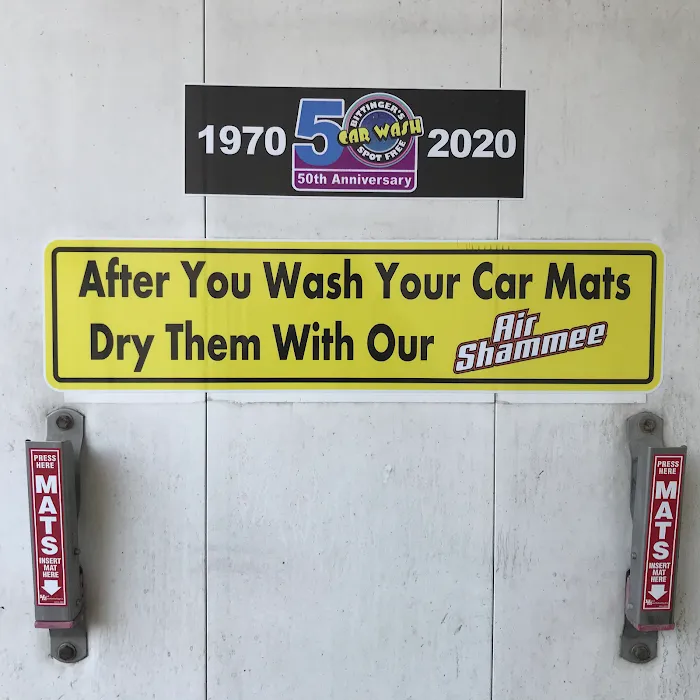 1970
50
BITTINGER'S
CAR WASH
SPOT FREE
50th Anniversary
2020
After You Wash Your Car Mats
Dry Them With Our Air Shammee
PRESS
HERE
MATS
INSERT
MAT
HERE
PRESS
HERE
MATS
INSERT
MAT
HERE